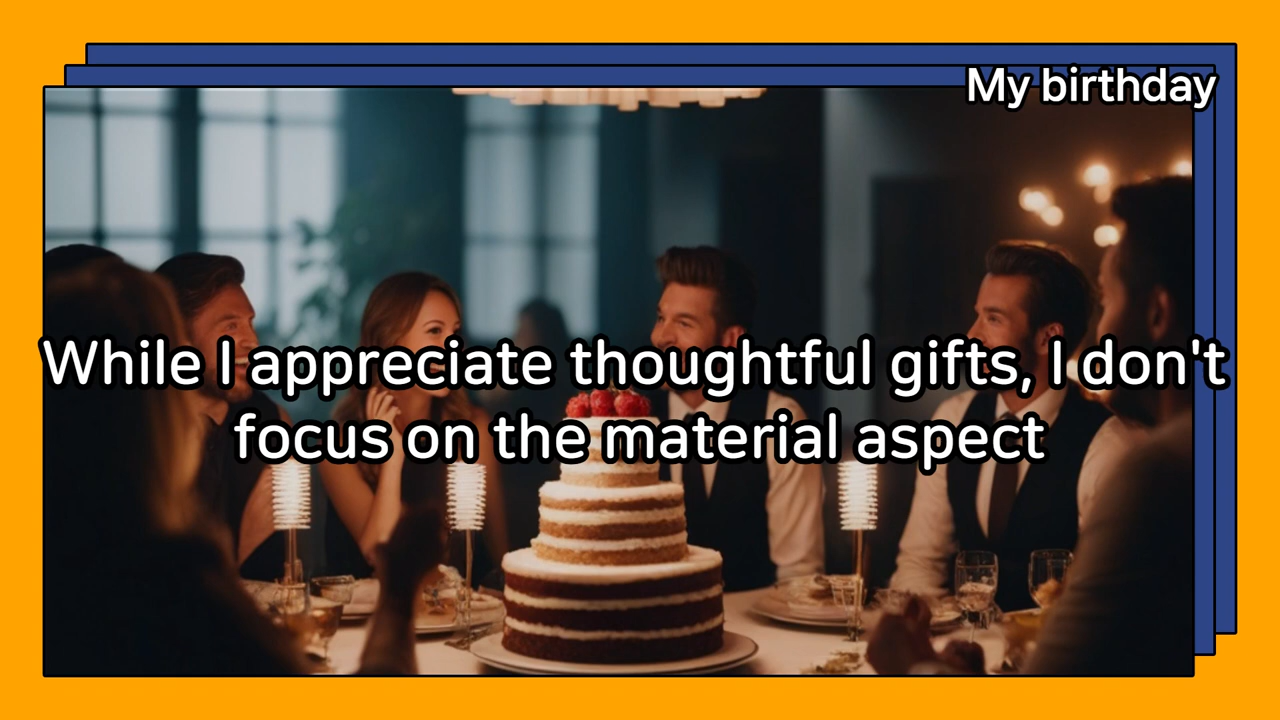 My birthday
While I appreciate thoughtful gifts, I don't
focus on the material aspect